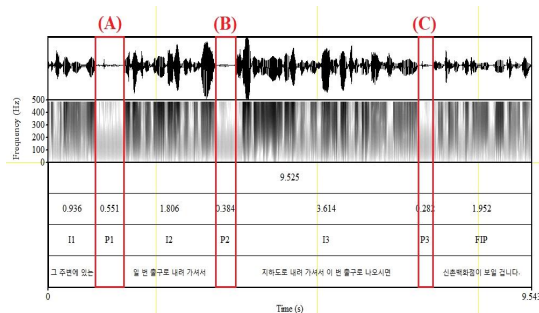 (A) (B) (C)
Frequency (Hz)
500
400
300
200
100
0
9.525
0.936 0.551 1.806 0.384 3.614 0.282 1.952
I1 P1 I2 P2 I3 P3 FIP
그 주변에 있는 일 번 출구로 내려 가셔서 지하도로 내려 가셔서 이 번 출구로 나오시면 신촌백화점이 보일 겁니다.
0 9.543
Time (s)